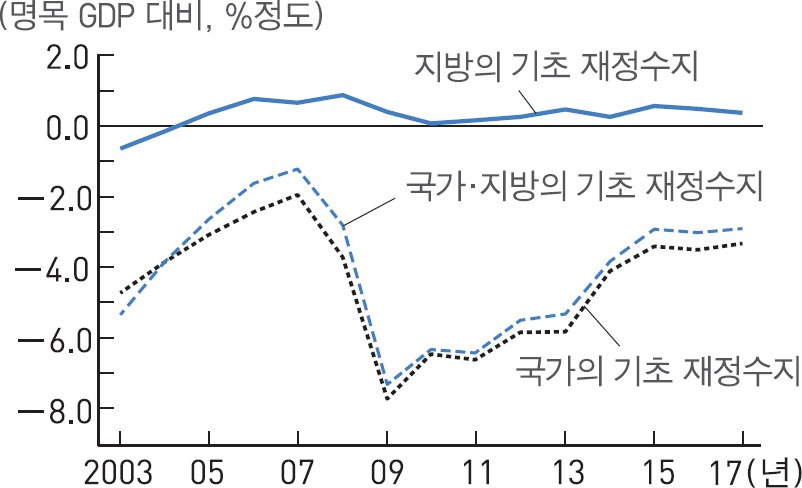 (명목 GDP 대비, %정도)
2.0
지방의 기초 재정수지
0.0
국가·지방의 기초 재정수지
−2.0
−4.0
−6.0
국가의 기초 재정수지
−8.0
2003 05 07 09 11 13 15 17(년)